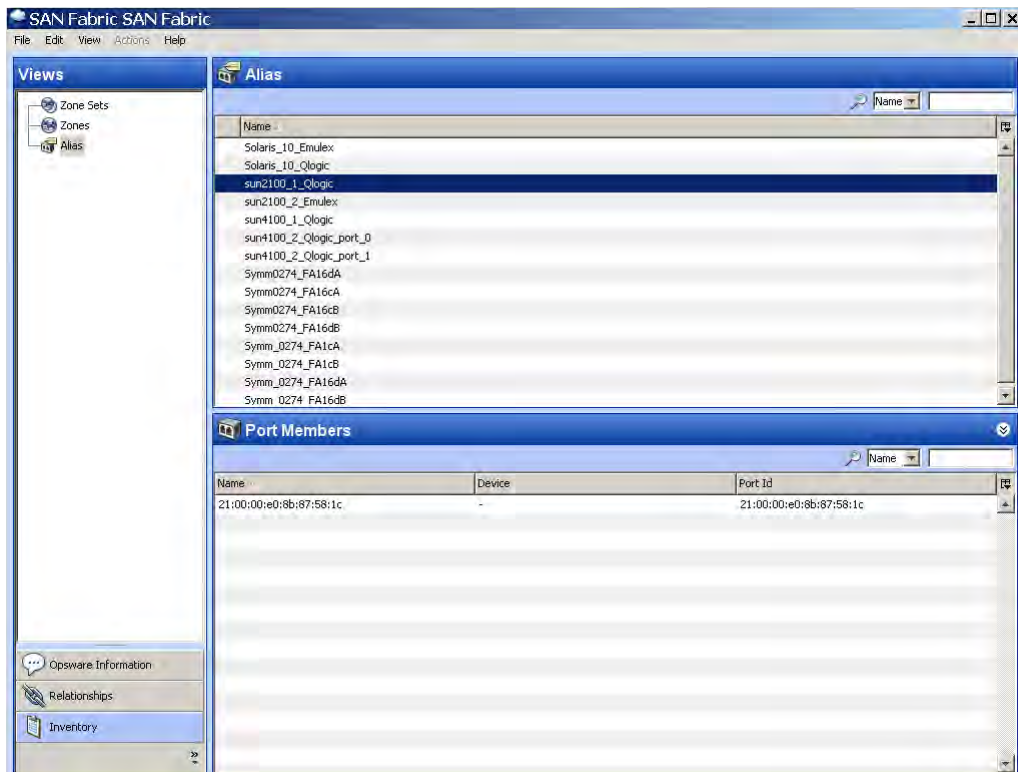 SAN Fabric SAN Fabric
File Edit View Actions Help
Views
Zone Sets
Zones
Alias
Opsware Information
Relationships
Inventory
Alias
Name
Name
Solaris_10_Emulex
Solaris_10_Qlogic
sun2100_1_Qlogic
sun2100_2_Emulex
sun4100_1_Qlogic
sun4100_2_Qlogic_port_0
sun4100_2_Qlogic_port_1
Symm0274_FA16dA
Symm0274_FA16cA
Symm0274_FA16cB
Symm0274_FA16dB
Symm_0274_FA1cA
Symm_0274_FA1cB
Symm_0274_FA16dA
Symm_0274_FA16dB
Port Members
Name
Name Device Port Id
21:00:00:e0:8b:87:58:1c - 21:00:00:e0:8b:87:58:1c